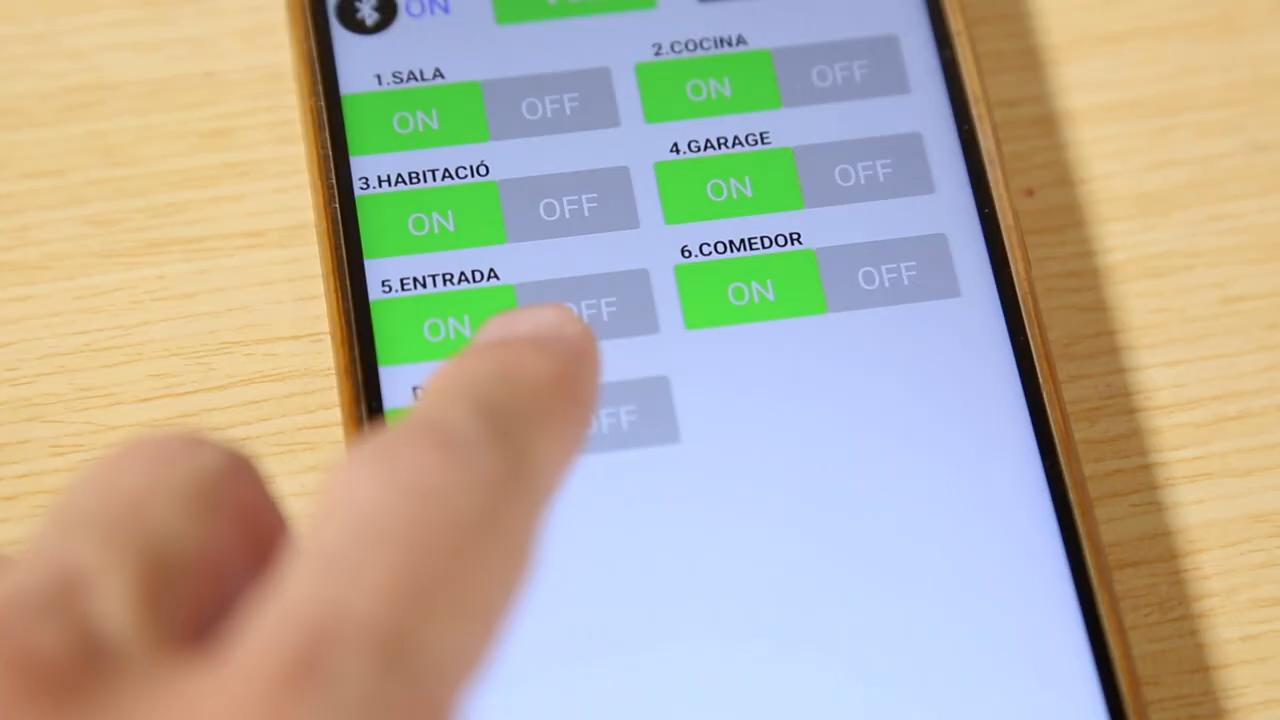 ON
1.SALA
ON OFF
2.COCINA
ON OFF
3.HABITACIÓ
ON OFF
4.GARAGE
ON OFF
5.ENTRADA
ON OFF
6.COMEDOR
ON OFF
OFF